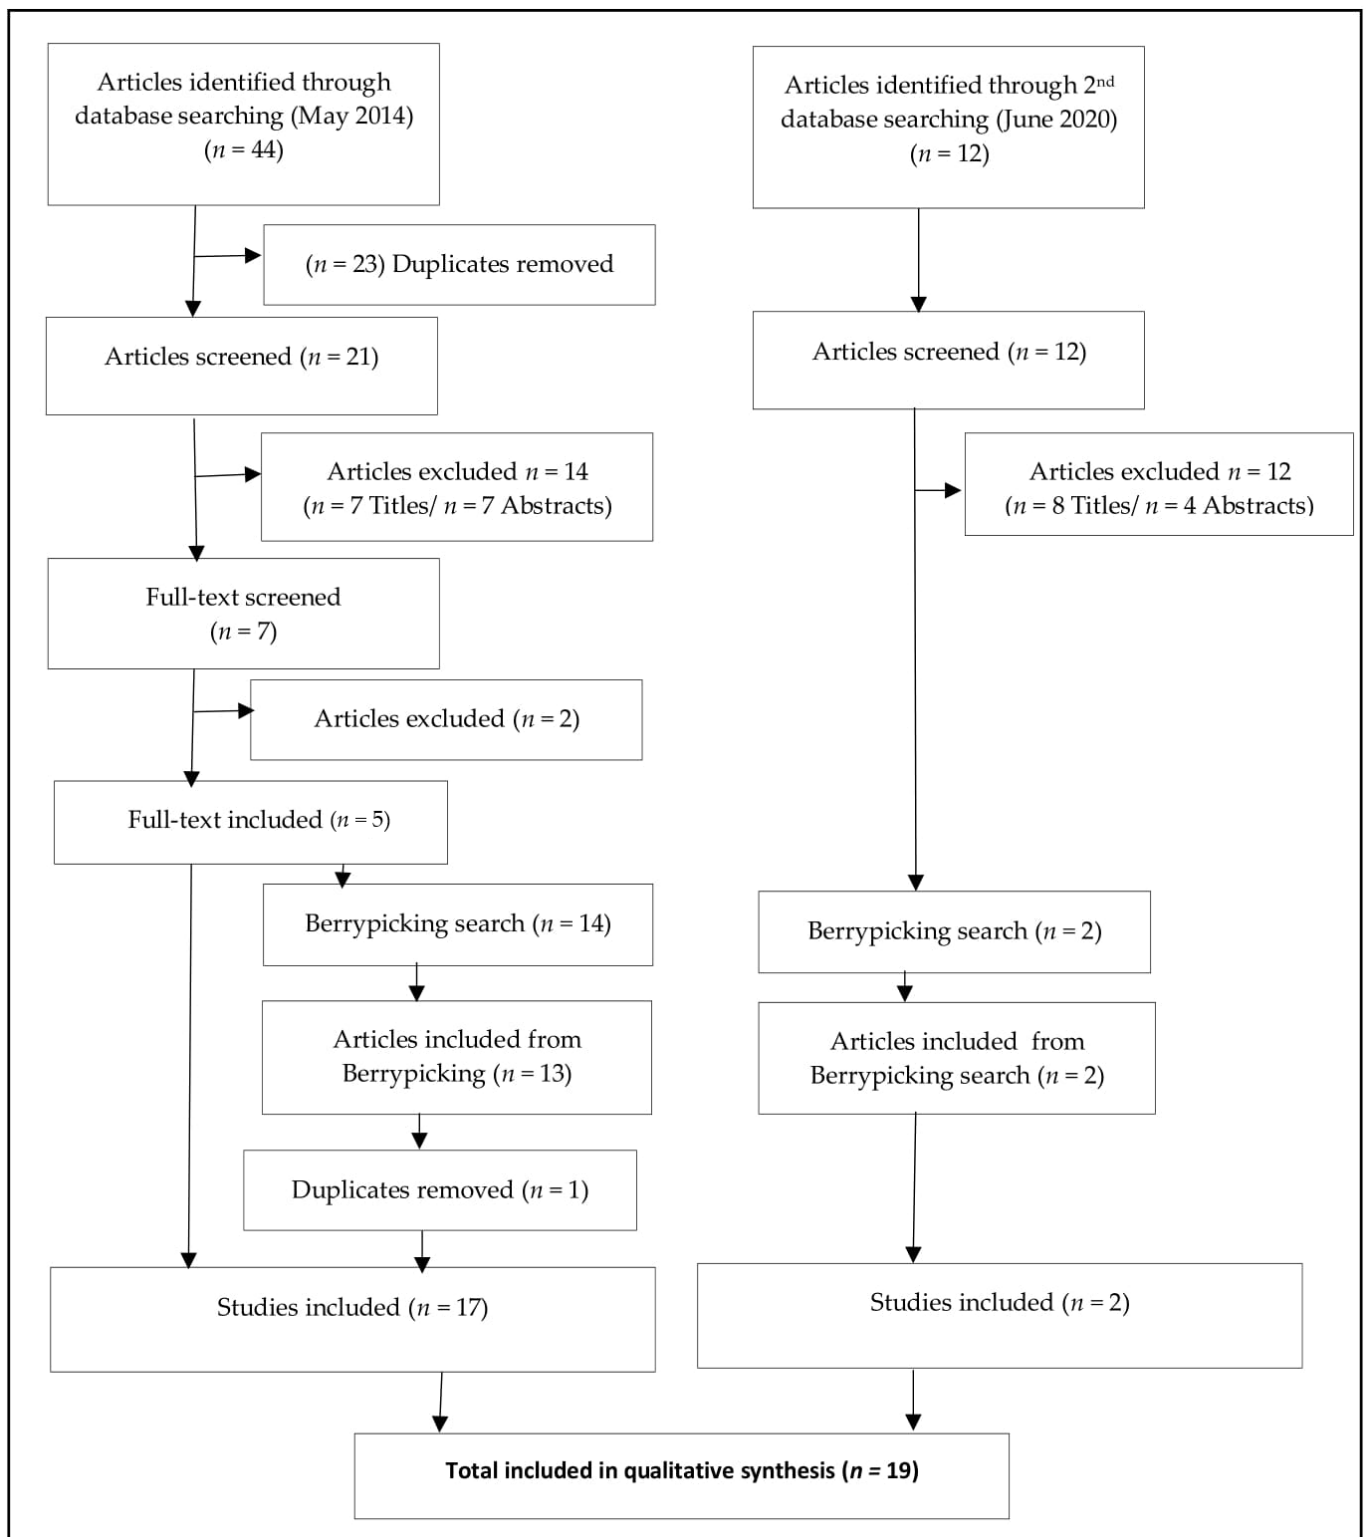 Articles identified through
database searching (May 2014)
(n = 44)
(n = 23) Duplicates removed
Articles screened (n = 21)
Articles excluded n = 14
(n = 7 Titles/ n = 7 Abstracts)
Full-text screened
(n = 7)
Articles excluded (n = 2)
Full-text included (n = 5)
Berrypicking search (n = 14)
Articles included from
Berrypicking (n = 13)
Duplicates removed (n = 1)
Studies included (n = 17)
Articles identified through 2nd
database searching (June 2020)
(n = 12)
Articles screened (n = 12)
Articles excluded n = 12
(n = 8 Titles/ n = 4 Abstracts)
Berrypicking search (n = 2)
Articles included from
Berrypicking search (n = 2)
Studies included (n = 2)
Total included in qualitative synthesis (n = 19)